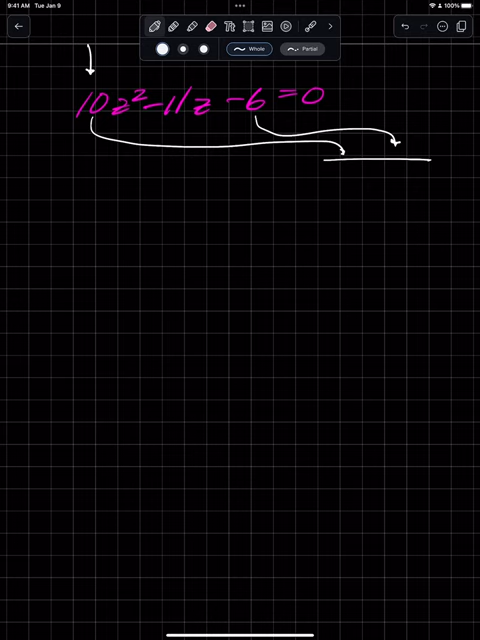 9:41 AM Tue Jan 9
100%
Whole
Partial
10z² - 11z - 6 = 0